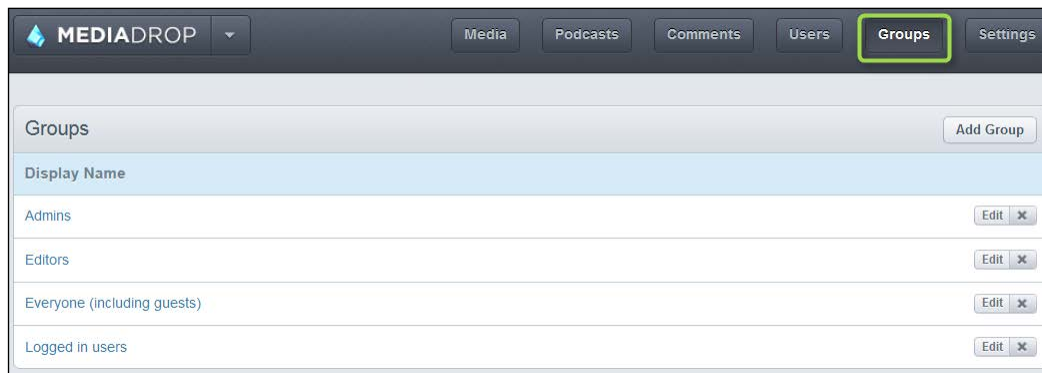 MEDIADROP Media Podcasts Comments Users Groups Settings
Groups Add Group
Display Name
Admins Edit
Editors Edit
Everyone (including guests) Edit
Logged in users Edit